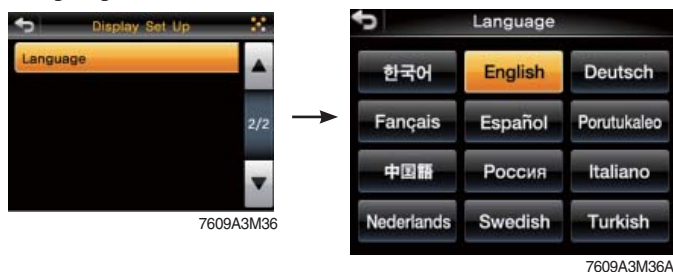 Display Set Up
Language
2/2
7609A3M36
Language
한국어 English Deutsch
Fançais Español Porutukaleo
中国語 Россия Italiano
Nederlands Swedish Turkish
7609A3M36A